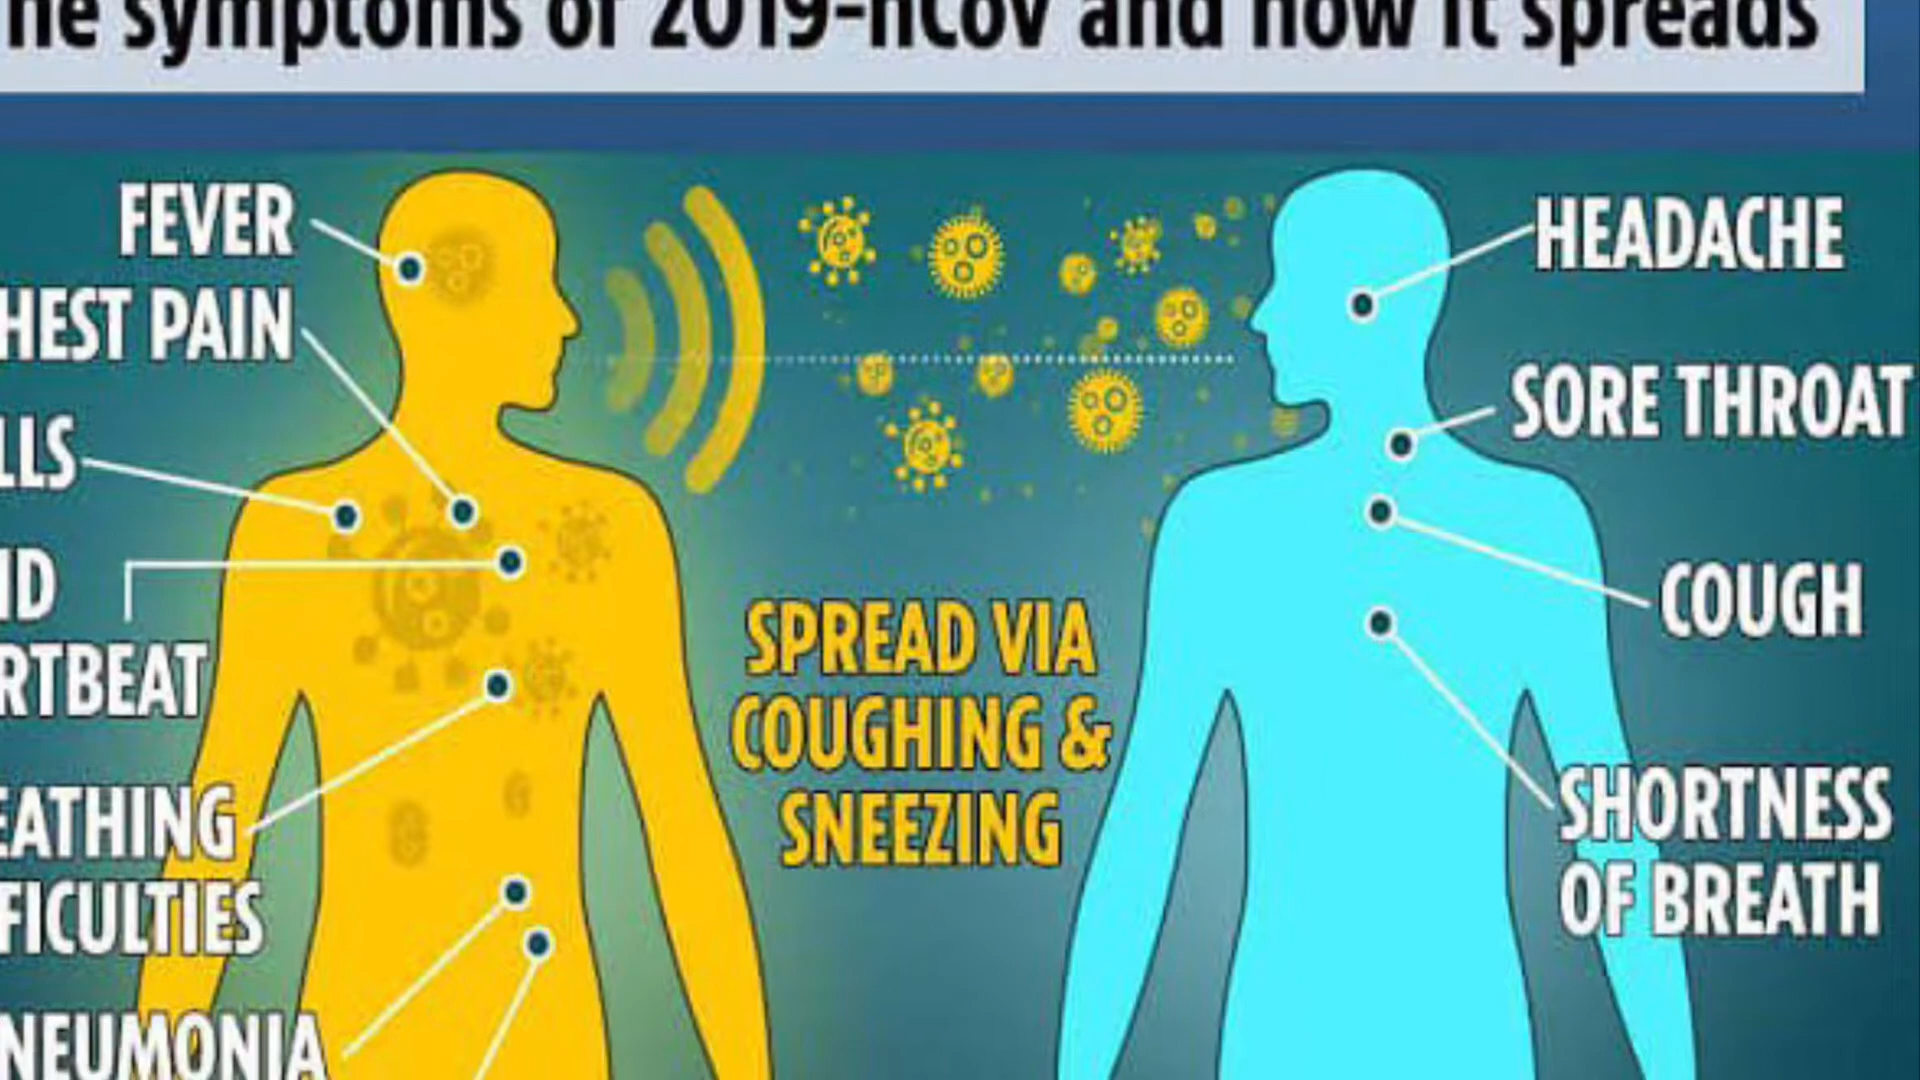 he symptoms of 2019-nCoV and how it spreads
FEVER
HEST PAIN
LLS
ID
RTBEAT
EATHING
FICULTIES
NEUMONIA
SPREAD VIA
COUGHING &
SNEEZING
HEADACHE
SORE THROAT
COUGH
SHORTNESS
OF BREATH